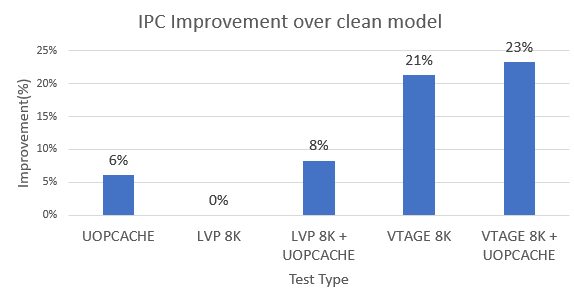 IPC Improvement over clean model
Improvement(%)
25%
20%
15%
10%
5%
0%
6%
0%
8%
21%
23%
UOPCACHE
LVP 8K
LVP 8K +
UOPCACHE
VTAGE 8K
VTAGE 8K +
UOPCACHE
Test Type